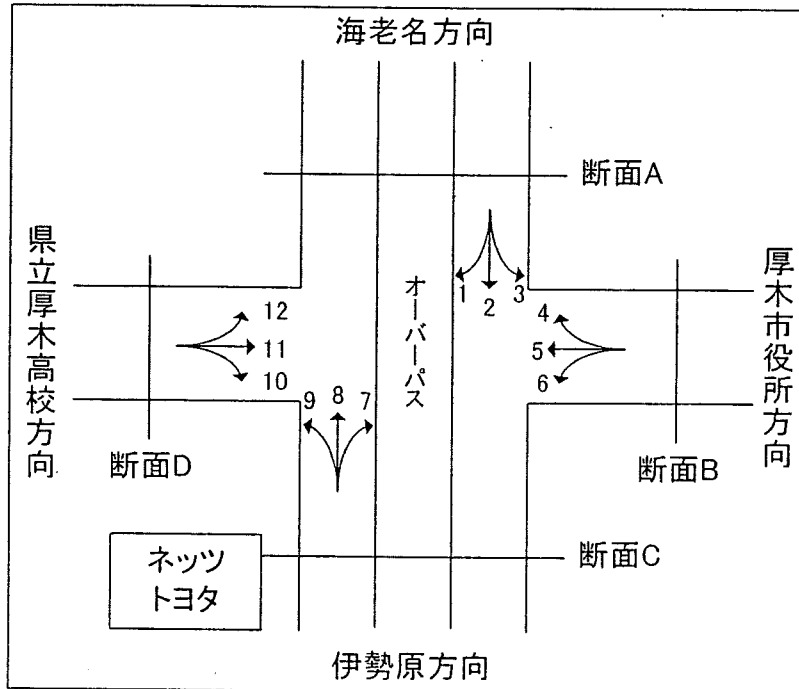 海老名方向
断面A
県立厚木高校方向
オーバーパス
厚木市役所方向
1
2
3
4
5
6
12
11
10
9
8
7
断面D
断面B
断面C
ネッツ
トヨタ
伊勢原方向